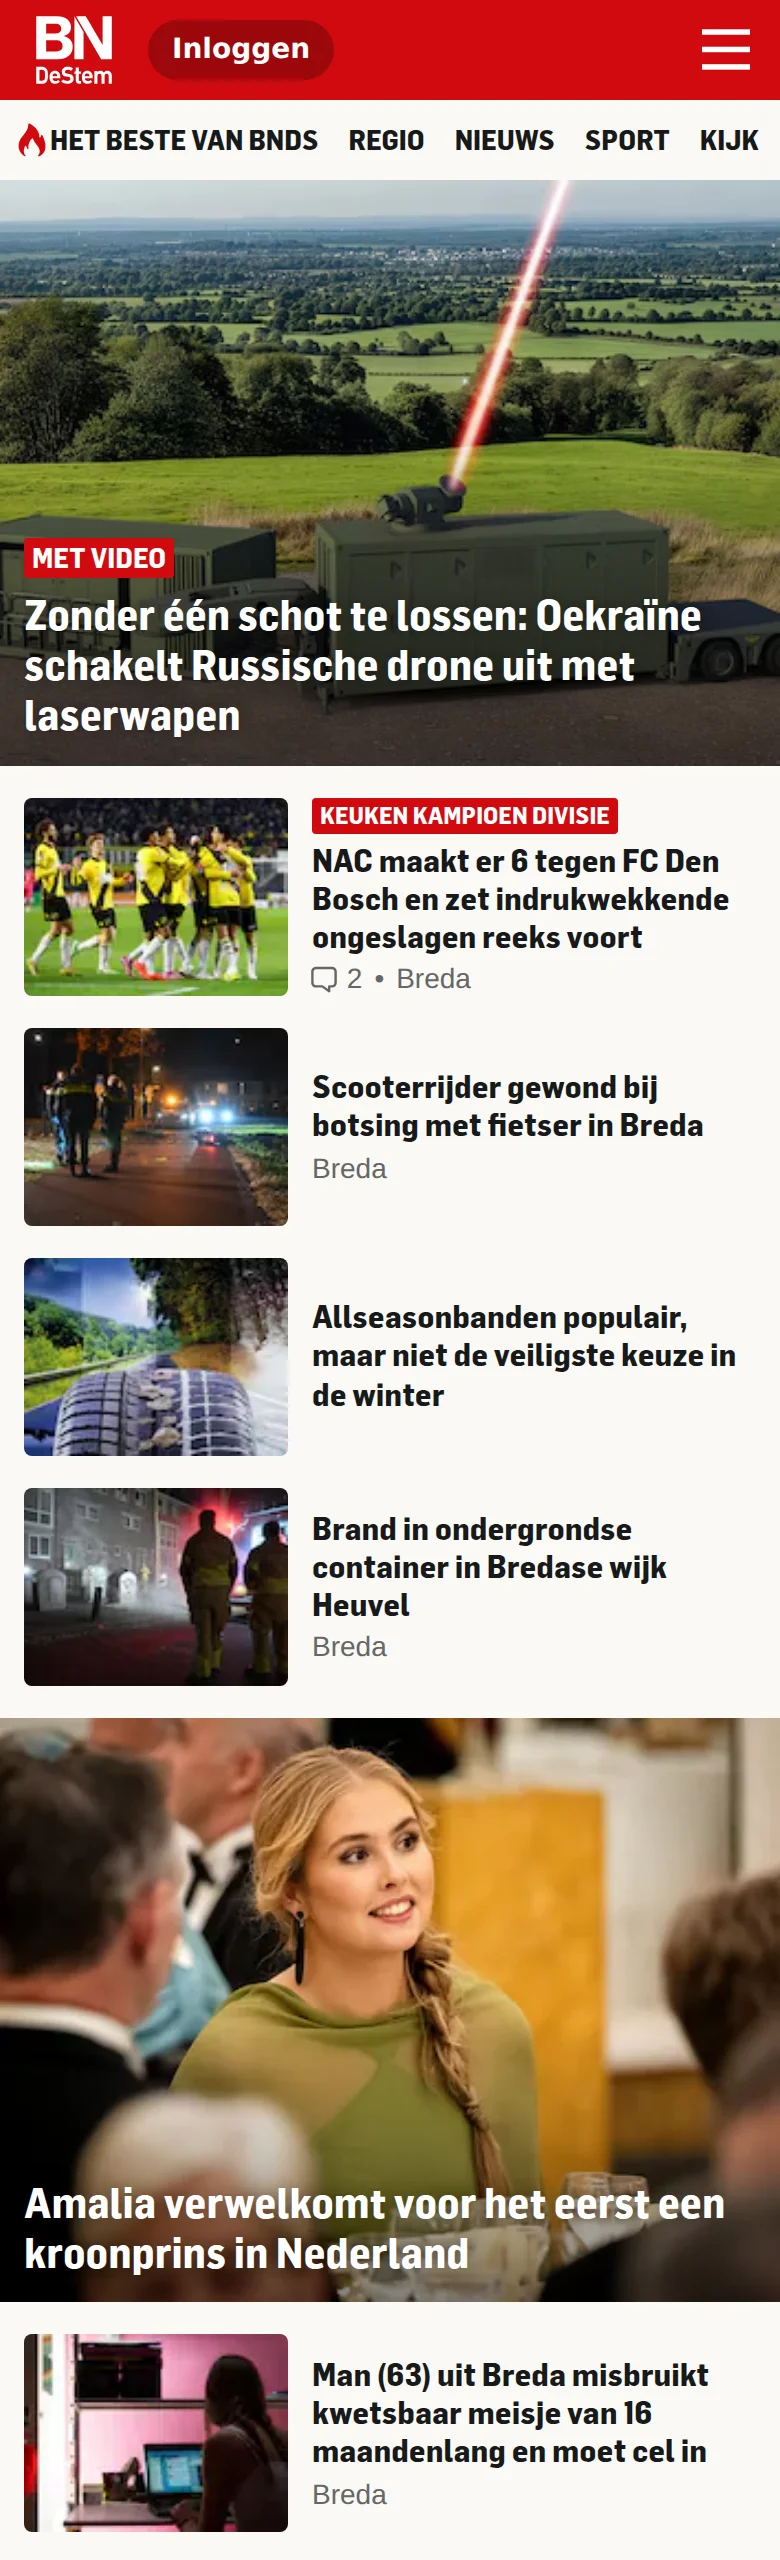 BN
DeStem
Inloggen
HET BESTE VAN BNDS REGIO NIEUWS SPORT KIJK
MET VIDEO
Zonder één schot te lossen: Oekraïne
schakelt Russische drone uit met
laserwapen
KEUKEN KAMPIOEN DIVISIE
NAC maakt er 6 tegen FC Den
Bosch en zet indrukwekkende
ongeslagen reeks voort
2 • Breda
Scooterrijder gewond bij
botsing met fietser in Breda
Breda
Allseasonbanden populair,
maar niet de veiligste keuze in
de winter
Brand in ondergrondse
container in Bredase wijk
Heuvel
Breda
Amalia verwelkomt voor het eerst een
kroonprins in Nederland
Man (63) uit Breda misbruikt
kwetsbaar meisje van 16
maandenlang en moet cel in
Breda